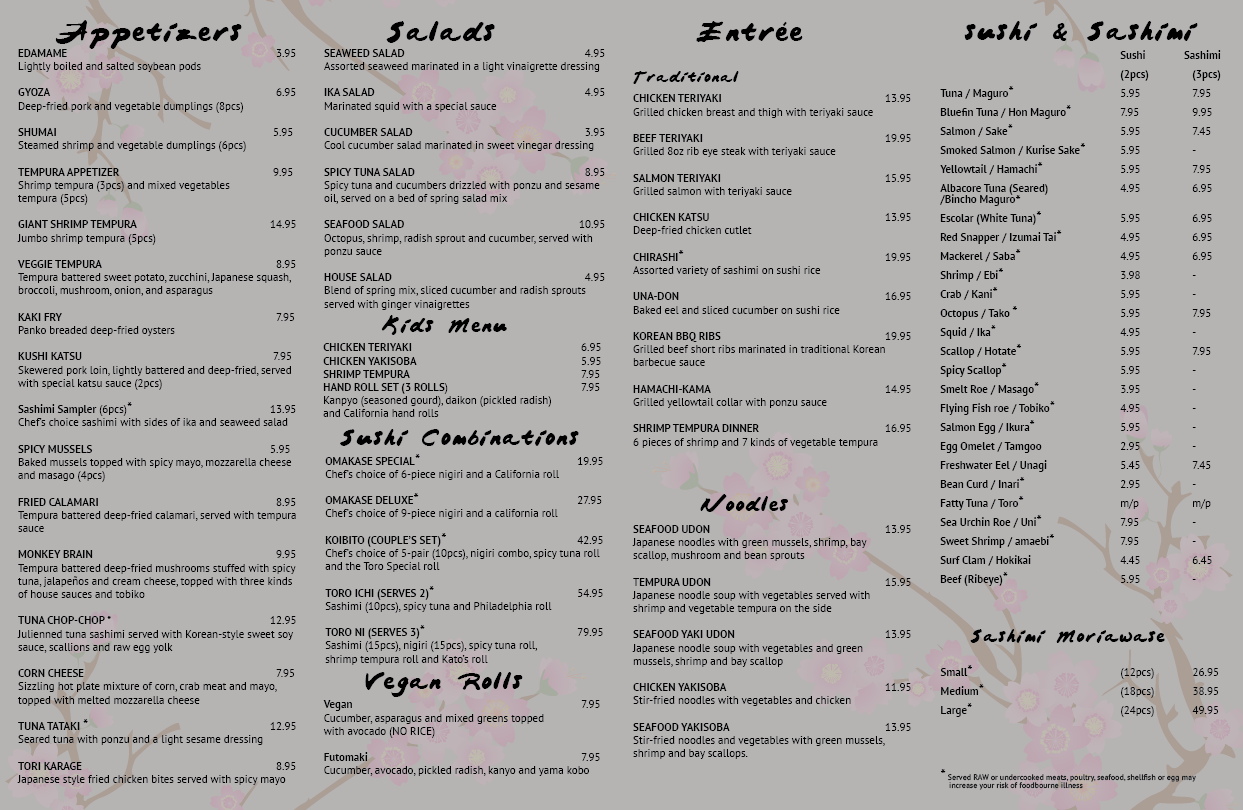 Appetizers
EDAMAME 3.95
Lightly boiled and salted soybean pods
GYOZA 6.95
Deep-fried pork and vegetable dumplings (8pcs)
SHUMAI 5.95
Steamed shrimp and vegetable dumplings (6pcs)
TEMPURA APPETIZER 9.95
Shrimp tempura (3pcs) and mixed vegetables
tempura (5pcs)
GIANT SHRIMP TEMPURA 14.95
Jumbo shrimp tempura (5pcs)
VEGGIE TEMPURA 8.95
Tempura battered sweet potato, zucchini, Japanese squash,
broccoli, mushroom, onion, and asparagus
KAKI FRY 7.95
Panko breaded deep-fried oysters
KUSHI KATSU 7.95
Skewered pork loin, lightly battered and deep-fried, served
with special katsu sauce (2pcs)
Sashimi Sampler (6pcs)* 13.95
Chef's choice sashimi with sides of ika and seaweed salad
SPICY MUSSELS 5.95
Baked mussels topped with spicy mayo, mozzarella cheese
and masago (4pcs)
FRIED CALAMARI 8.95
Tempura battered deep-fried calamari, served with tempura
sauce
MONKEY BRAIN 9.95
Tempura battered deep-fried mushrooms stuffed with spicy
tuna, jalapeños and cream cheese, topped with three kinds
of house sauces and tobiko
TUNA CHOP-CHOP * 12.95
Julienned tuna sashimi served with Korean-style sweet soy
sauce, scallions and raw egg yolk
CORN CHEESE 7.95
Sizzling hot plate mixture of corn, crab meat and mayo,
topped with melted mozzarella cheese
TUNA TATAKI * 12.95
Seared tuna with ponzu and a light sesame dressing
TORI KARAGE 8.95
Japanese style fried chicken bites served with spicy mayo
Salads
SEAWEED SALAD 4.95
Assorted seaweed marinated in a light vinaigrette dressing
IKA SALAD 4.95
Marinated squid with a special sauce
CUCUMBER SALAD 3.95
Cool cucumber salad marinated in sweet vinegar dressing
SPICY TUNA SALAD 8.95
Spicy tuna and cucumbers drizzled with ponzu and sesame
oil, served on a bed of spring salad mix
SEAFOOD SALAD 10.95
Octopus, shrimp, radish sprout and cucumber, served with
ponzu sauce
HOUSE SALAD 4.95
Blend of spring mix, sliced cucumber and radish sprouts
served with ginger vinaigrettes
Kids Menu
CHICKEN TERIYAKI 6.95
CHICKEN YAKISOBA 5.95
SHRIMP TEMPURA 7.95
HAND ROLL SET (3 ROLLS) 7.95
Kanpyo (seasoned gourd), daikon (pickled radish)
and California hand rolls
Sushi Combinations
OMAKASE SPECIAL* 19.95
Chef's choice of 6-piece nigiri and a California roll
OMAKASE DELUXE* 27.95
Chef's choice of 9-piece nigiri and a california roll
KOIBITO (COUPLE'S SET)* 42.95
Chef's choice of 5-pair (10pcs), nigiri combo, spicy tuna roll
and the Toro Special roll
TORO ICHI (SERVES 2)* 54.95
Sashimi (10pcs), spicy tuna and Philadelphia roll
TORO NI (SERVES 3)* 79.95
Sashimi (15pcs), nigiri (15pcs), spicy tuna roll,
shrimp tempura roll and Kato's roll
Vegan Rolls
Vegan 7.95
Cucumber, asparagus and mixed greens topped
with avocado (NO RICE)
Futomaki 7.95
Cucumber, avocado, pickled radish, kanyo and yama kobo
Entrée
Traditional
CHICKEN TERIYAKI 13.95
Grilled chicken breast and thigh with teriyaki sauce
BEEF TERIYAKI 19.95
Grilled 8oz rib eye steak with teriyaki sauce
SALMON TERIYAKI 15.95
Grilled salmon with teriyaki sauce
CHICKEN KATSU 13.95
Deep-fried chicken cutlet
CHIRASHI* 19.95
Assorted variety of sashimi on sushi rice
UNA-DON 16.95
Baked eel and sliced cucumber on sushi rice
KOREAN BBQ RIBS 19.95
Grilled beef short ribs marinated in traditional Korean
barbecue sauce
HAMACHI-KAMA 14.95
Grilled yellowtail collar with ponzu sauce
SHRIMP TEMPURA DINNER 16.95
6 pieces of shrimp and 7 kinds of vegetable tempura
Noodles
SEAFOOD UDON 13.95
Japanese noodles with green mussels, shrimp, bay
scallop, mushroom and bean sprouts
TEMPURA UDON 15.95
Japanese noodle soup with vegetables served with
shrimp and vegetable tempura on the side
SEAFOOD YAKI UDON 13.95
Japanese noodle soup with vegetables and green
mussels, shrimp and bay scallop
CHICKEN YAKISOBA 11.95
Stir-fried noodles with vegetables and chicken
SEAFOOD YAKISOBA 13.95
Stir-fried noodles and vegetables with green mussels,
shrimp and bay scallops.
Sushi & Sashimi
Sushi Sashimi
(2pcs) (3pcs)
Tuna / Maguro* 5.95 7.95
Bluefin Tuna / Hon Maguro* 7.95 9.95
Salmon / Sake* 5.95 7.45
Smoked Salmon / Kurise Sake* 5.95 -
Yellowtail / Hamachi* 5.95 7.95
Albacore Tuna (Seared) 4.95 6.95
/Bincho Maguro*
Escolar (White Tuna)* 5.95 6.95
Red Snapper / Izumai Tai* 4.95 6.95
Mackerel / Saba* 4.95 6.95
Shrimp / Ebi* 3.98 -
Crab / Kani* 5.95 -
Octopus / Tako * 5.95 7.95
Squid / Ika* 4.95 -
Scallop / Hotate* 5.95 7.95
Spicy Scallop* 5.95 -
Smelt Roe / Masago* 5.95 -
Flying Fish roe / Tobiko* 4.95 -
Salmon Egg / Ikura* 5.95 -
Egg Omelet / Tamgoo 2.95 -
Freshwater Eel / Unagi 5.45 7.45
Bean Curd / Inari* 2.95 -
Fatty Tuna / Toro* m/p m/p
Sea Urchin Roe / Uni* 7.95 -
Sweet Shrimp / amaebi* 7.95 -
Surf Clam / Hokikai 4.45 6.45
Beef (Ribeye)* 5.95 -
Sashimi Moriawase
Small* (12pcs) 26.95
Medium* (18pcs) 38.95
Large* (24pcs) 49.95
* Served RAW or undercooked meats, poultry, seafood, shellfish or egg may
increase your risk of foodbourne illness